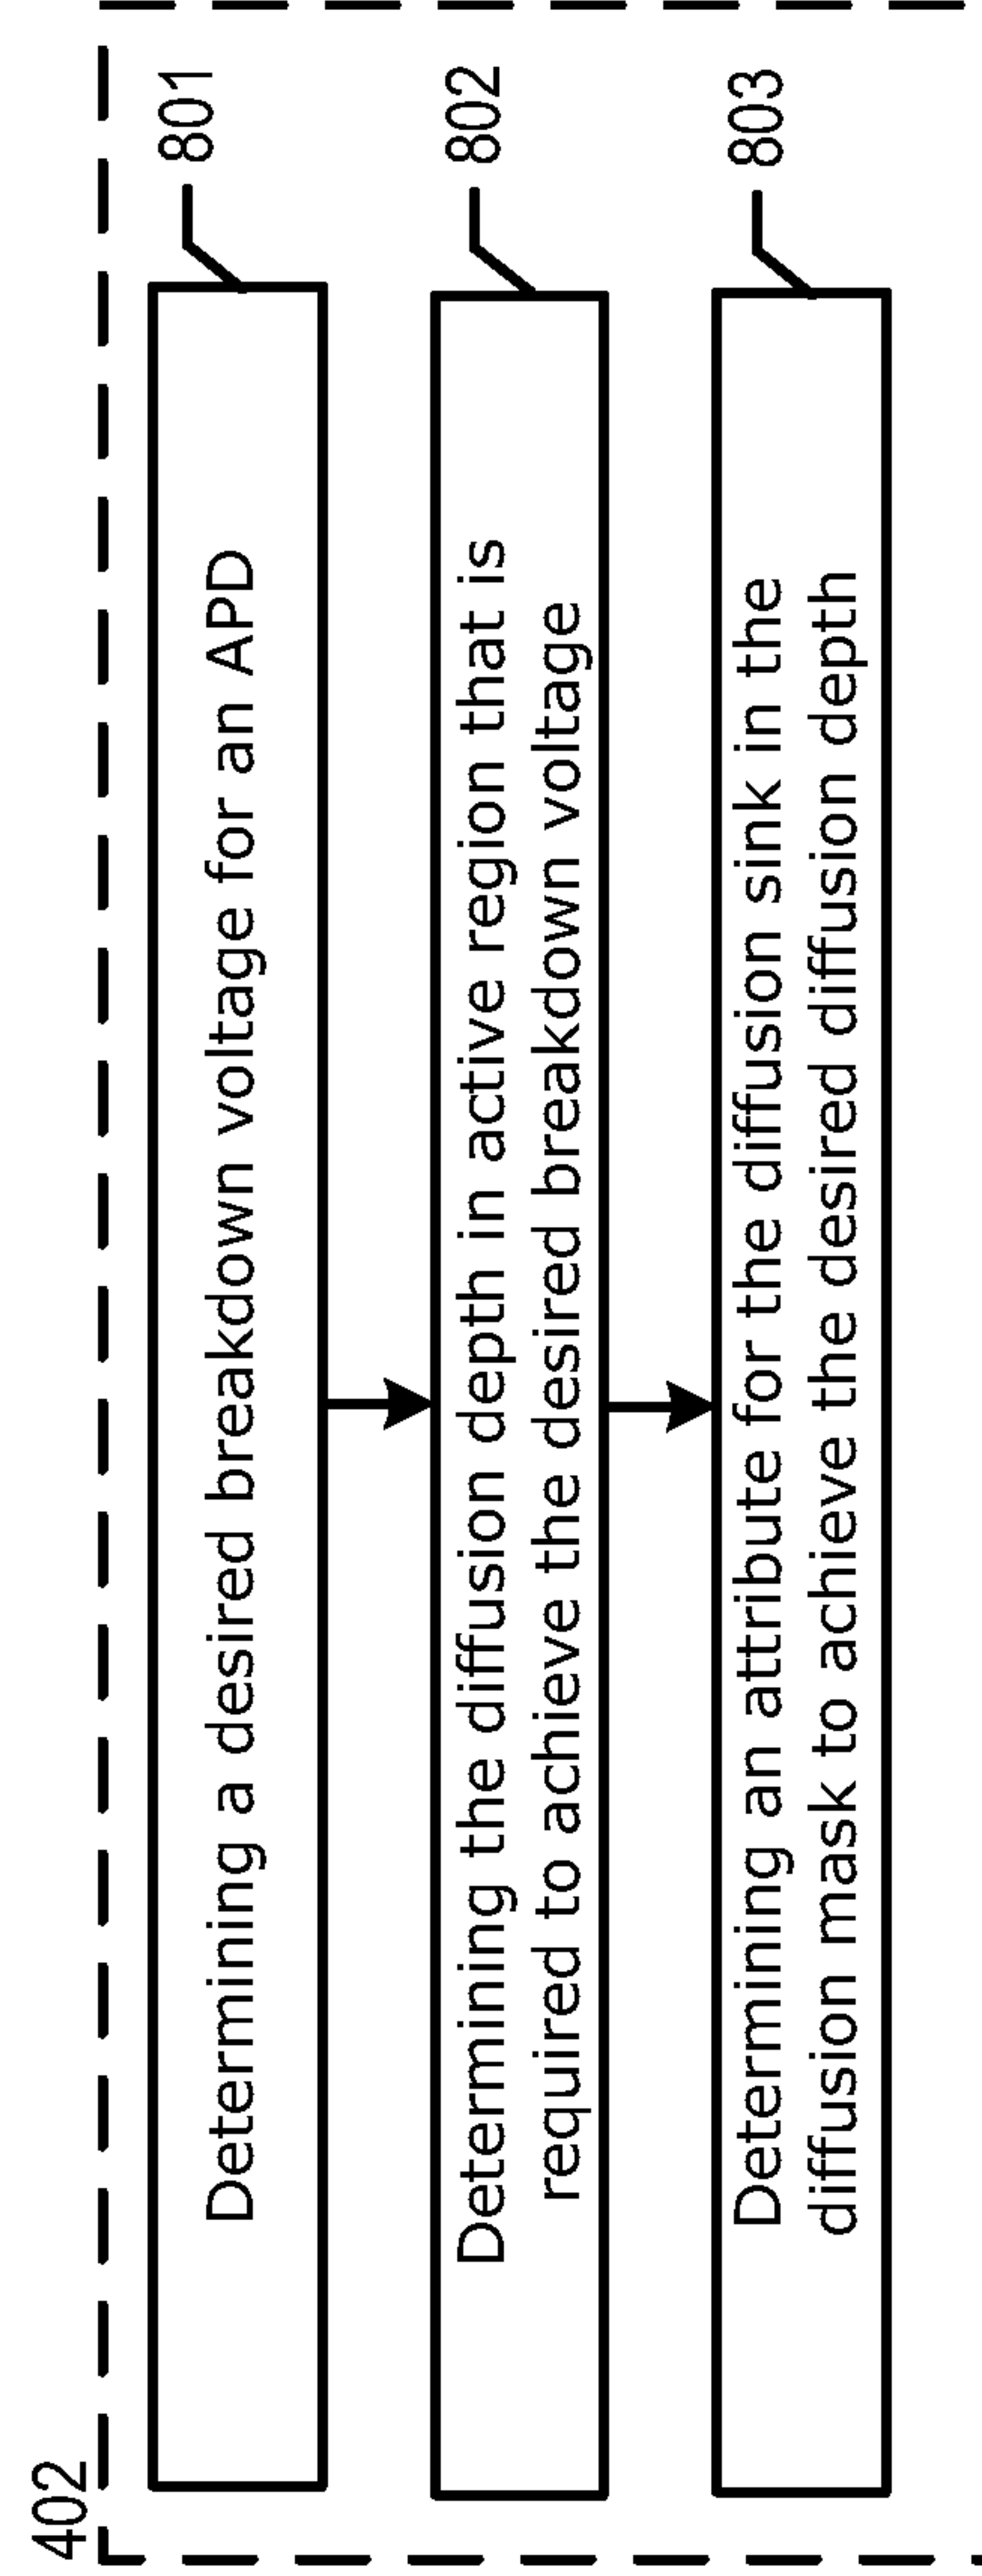 402
Determining a desired breakdown voltage for an APD
801
Determining the diffusion depth in active region that is
required to achieve the desired breakdown voltage
802
Determining an attribute for the diffusion sink in the
diffusion mask to achieve the desired diffusion depth
803